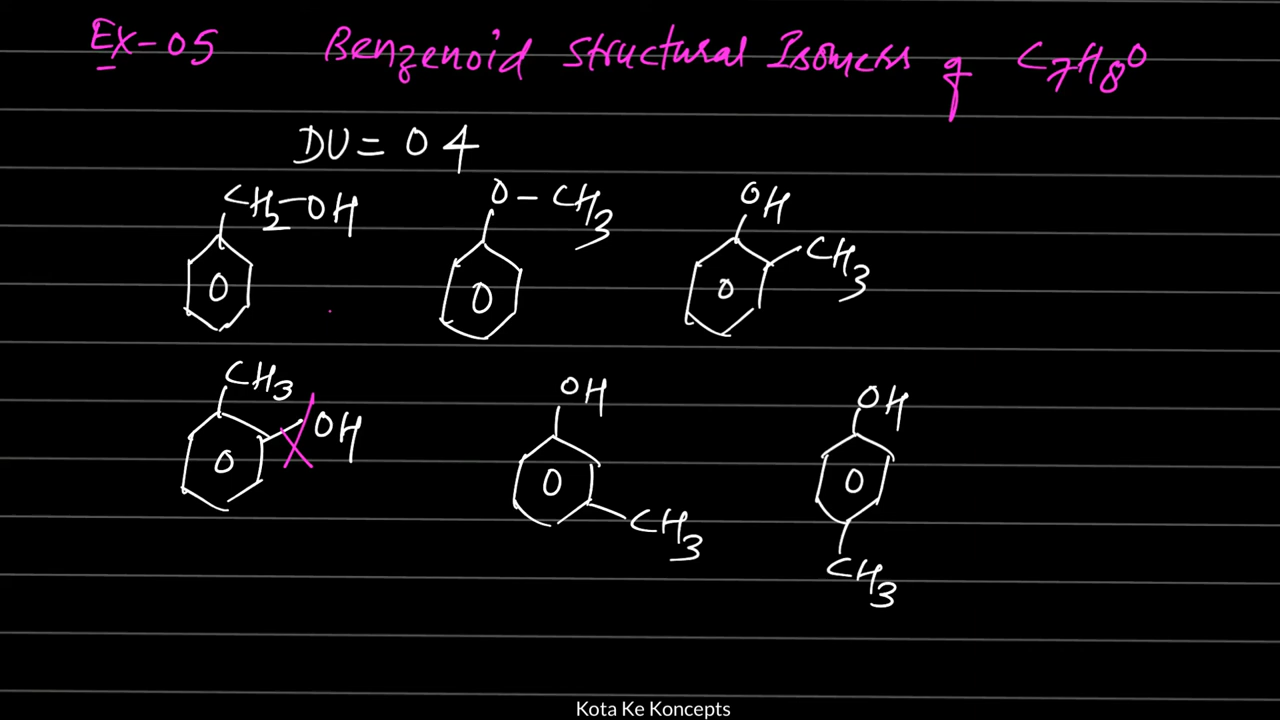 Ex-05 Benzenoid Structural Isomers of C7H8O
DU = 04
CH2-OH O-CH3 OH
CH3
CH3 OH OH
OH
CH3
CH3
Kota Ke Koncepts